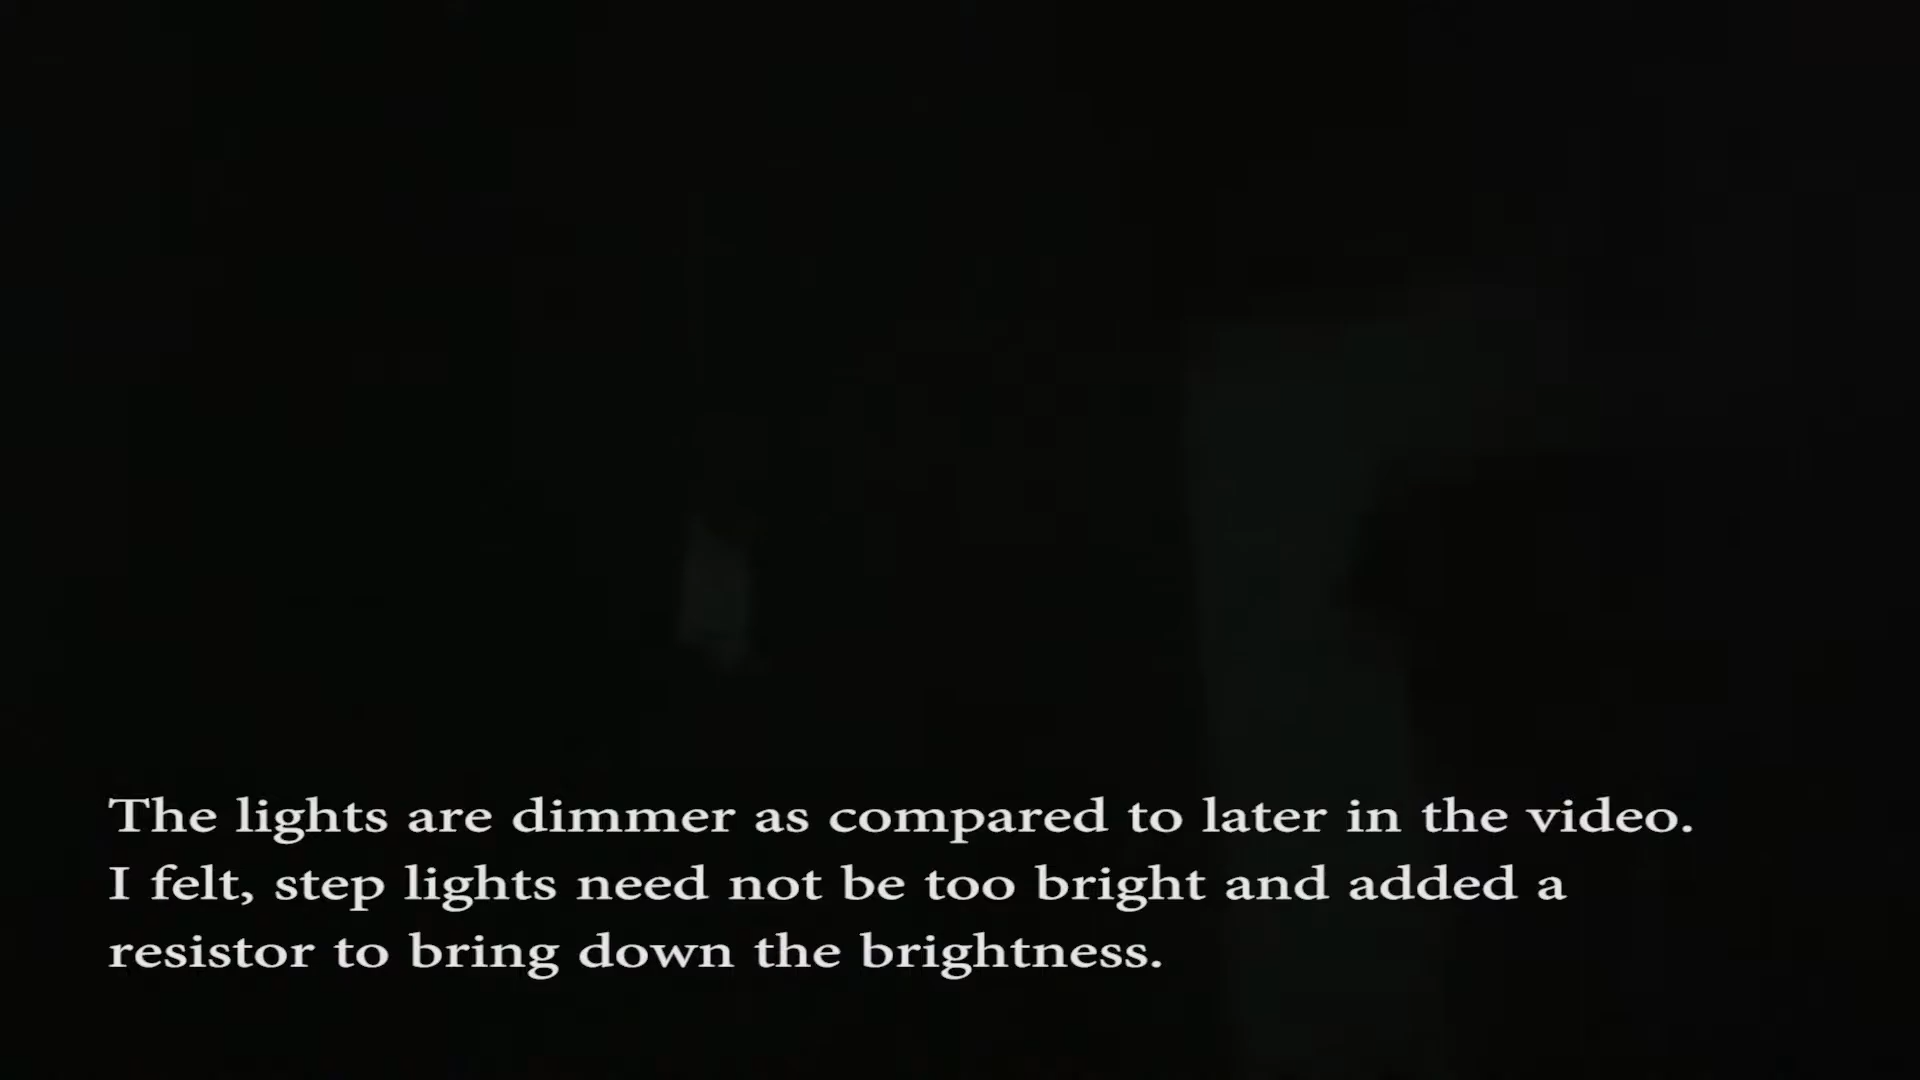 The lights are dimmer as compared to later in the video.
I felt, step lights need not be too bright and added a
resistor to bring down the brightness.